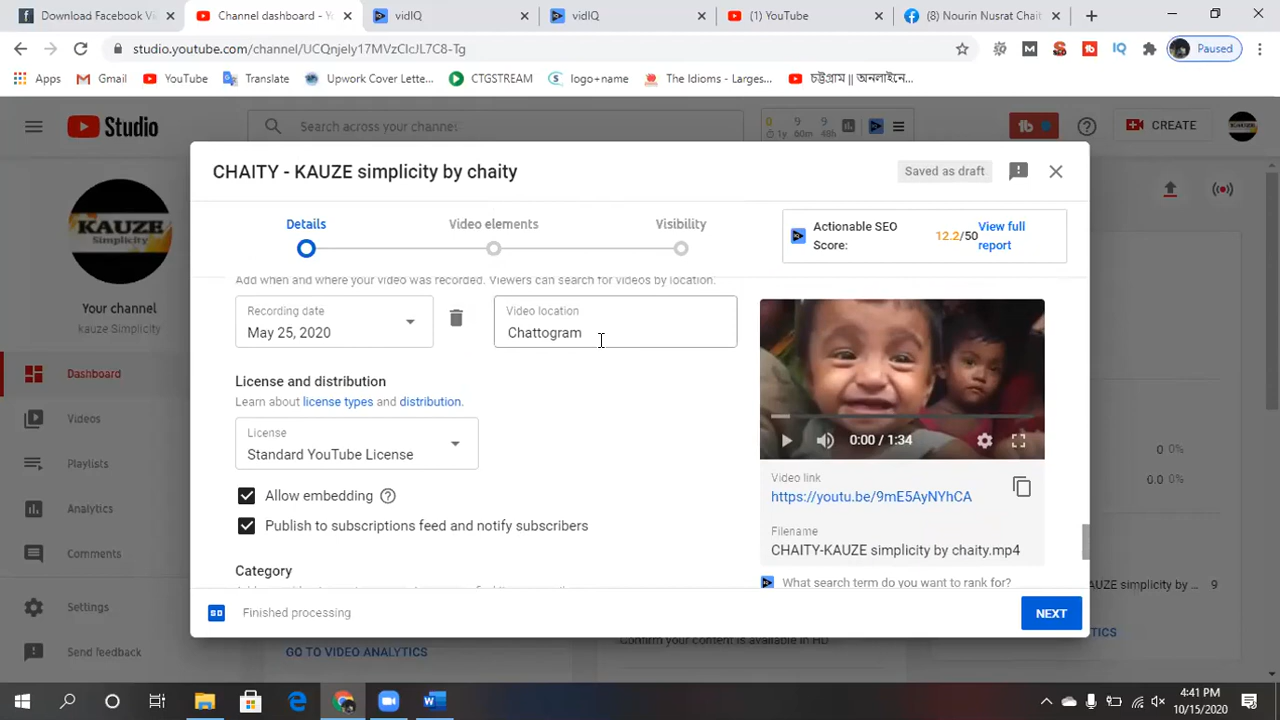 Download Facebook Vi
Channel dashboard - Yo
vidIQ
vidIQ
(1) YouTube
(8) Nourin Nusrat Chait
studio.youtube.com/channel/UCQnjely17MVzClcJL7C8-Tg
Paused
Apps
Gmail
YouTube
Translate
Upwork Cover Lette...
CTGSTREAM
logo+name
The Idioms - Larges...
চট্টগ্রাম || অনলাইনে...
Studio
Search across your channel
0 9 9
1y 60m 48h
CREATE
CHAITY - KAUZE simplicity by chaity
Saved as draft
KAUZE
Simplicity
Your channel
kauze Simplicity
Dashboard
Videos
Playlists
Analytics
Comments
Settings
Send feedback
Details
Video elements
Visibility
Actionable SEO
Score:
12.2/50
View full
report
Add when and where your video was recorded. Viewers can search for videos by location.
Recording date
May 25, 2020
Video location
Chattogram
License and distribution
Learn about license types and distribution.
License
Standard YouTube License
Allow embedding
Publish to subscriptions feed and notify subscribers
Category
0:00 / 1:34
Video link
https://youtu.be/9mE5AyNYhCA
Filename
CHAITY-KAUZE simplicity by chaity.mp4
What search term do you want to rank for?
SD
Finished processing
NEXT
0 %
0.0 %
KAUZE simplicity by ... 9
GO TO VIDEO ANALYTICS
Confirm your content is available in HD
4:41 PM
10/15/2020